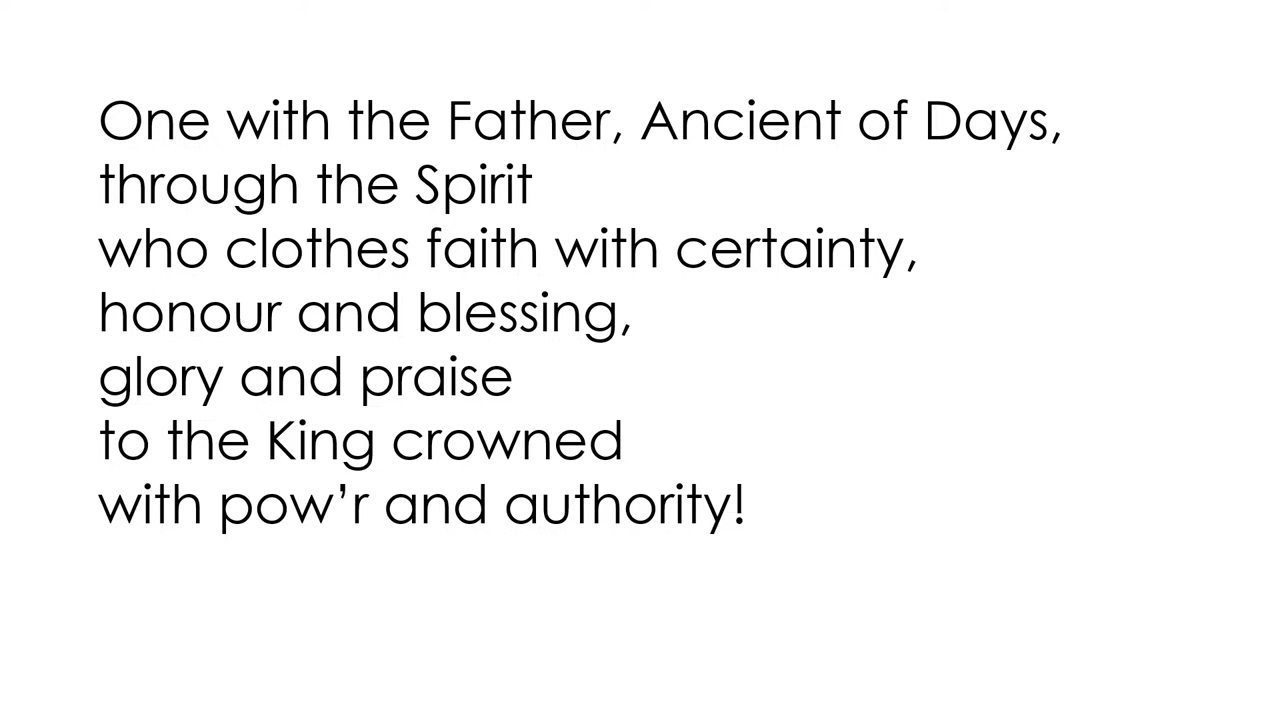 One with the Father, Ancient of Days,
through the Spirit
who clothes faith with certainty,
honour and blessing,
glory and praise
to the King crowned
with pow’r and authority!